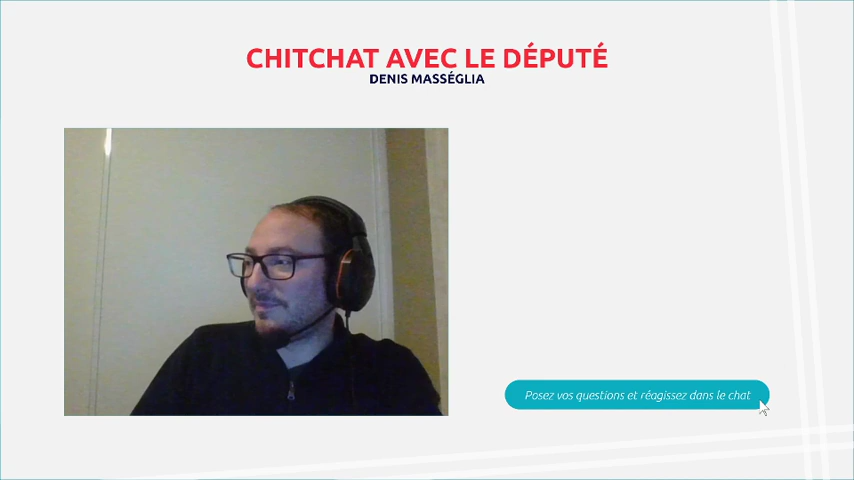 CHITCHAT AVEC LE DÉPUTÉ
DENIS MASSÉGLIA
Posez vos questions et réagissez dans le chat